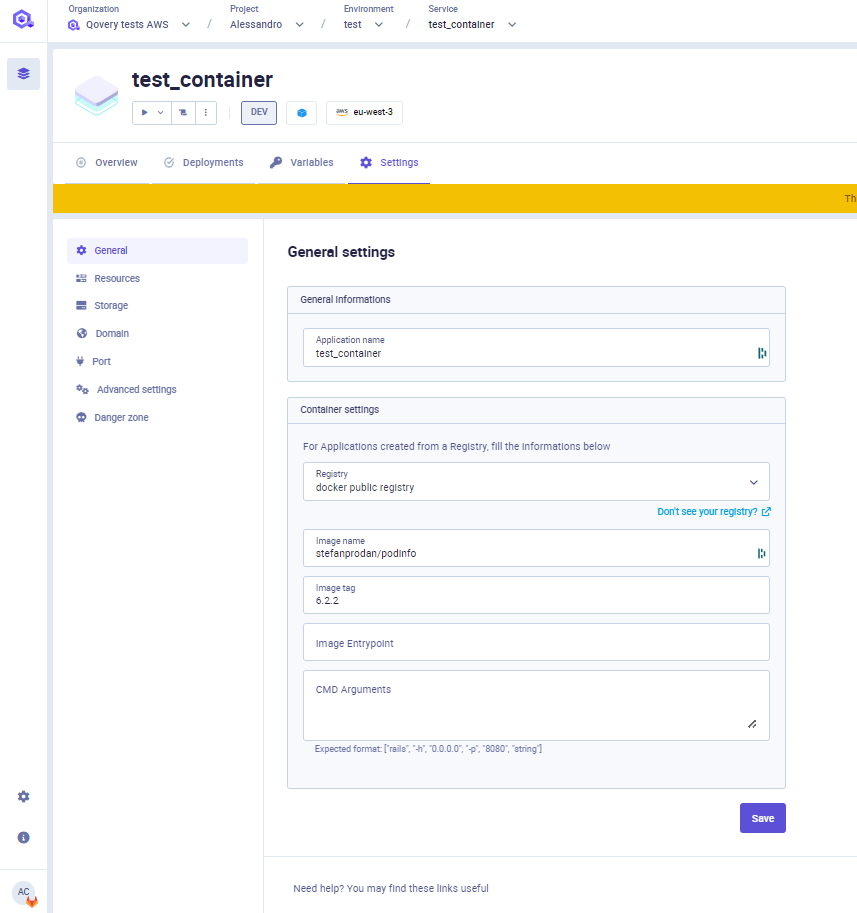 Organization
Qovery tests AWS
/
Project
Alessandro
/
Environment
test
/
Service
test_container
test_container
DEV
aws eu-west-3
Overview
Deployments
Variables
Settings
Th
General
Resources
Storage
Domain
Port
Advanced settings
Danger zone
General settings
General informations
Application name
test_container
Container settings
For Applications created from a Registry, fill the informations below
Registry
docker public registry
Don't see your registry?
Image name
stefanprodan/podinfo
Image tag
6.2.2
Image Entrypoint
CMD Arguments
Expected format: ["rails", "-h", "0.0.0.0", "-p", "8080", "string"]
Save
AC
Need help? You may find these links useful